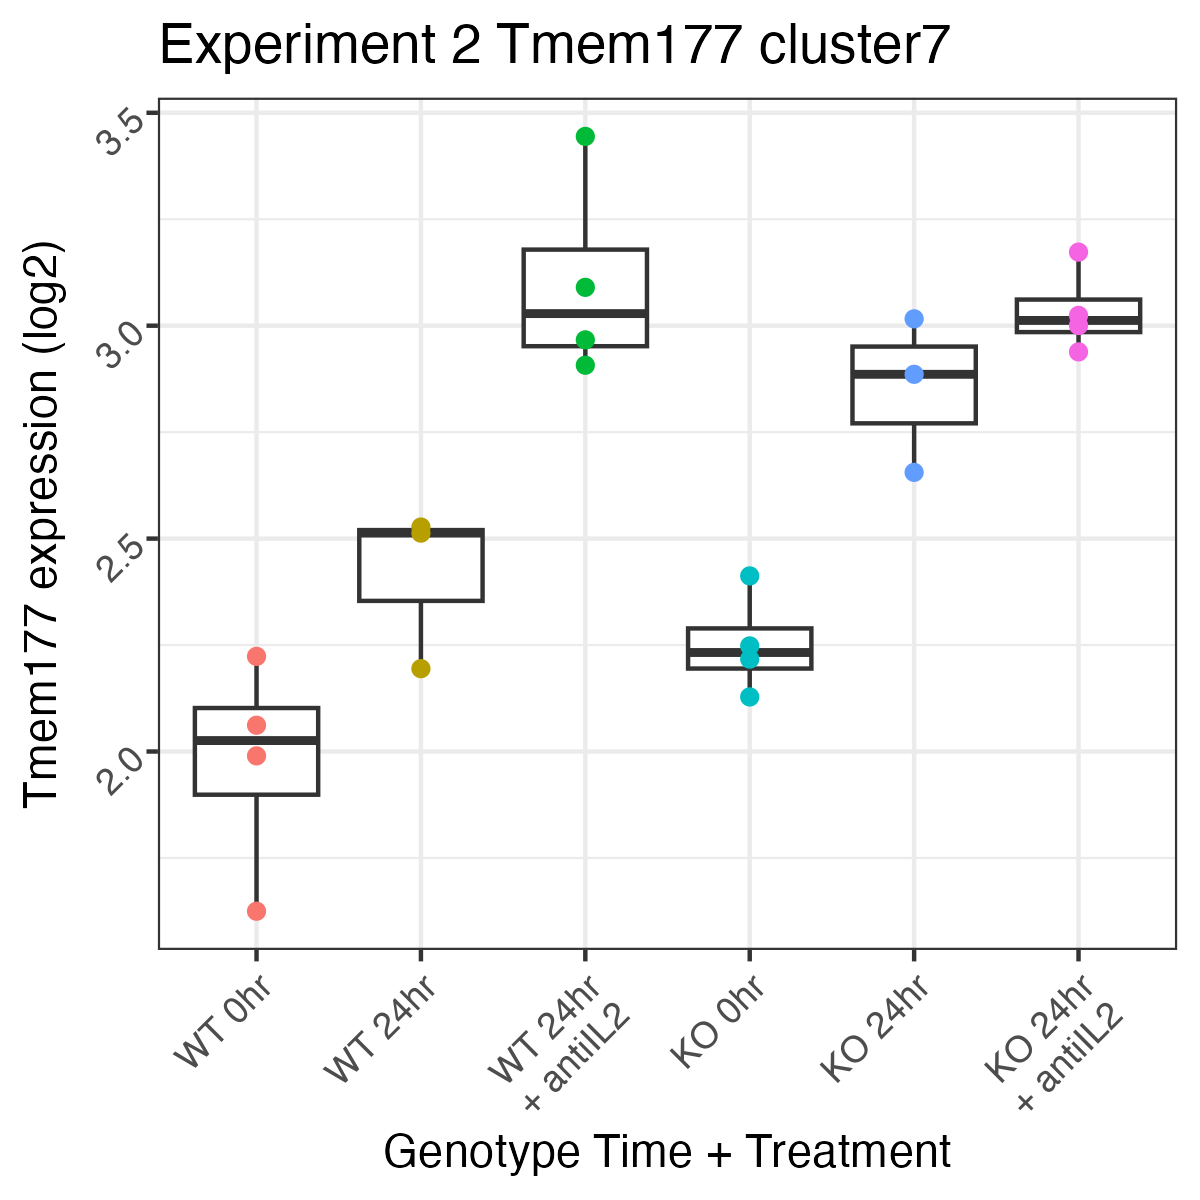 Experiment 2 Tmem177 cluster7
Tmem177 expression (log2)
3.5
3.0
2.5
2.0
WT 0hr
WT 24hr
WT 24hr
+ antiIL2
KO 0hr
KO 24hr
KO 24hr
+ antiIL2
Genotype Time + Treatment